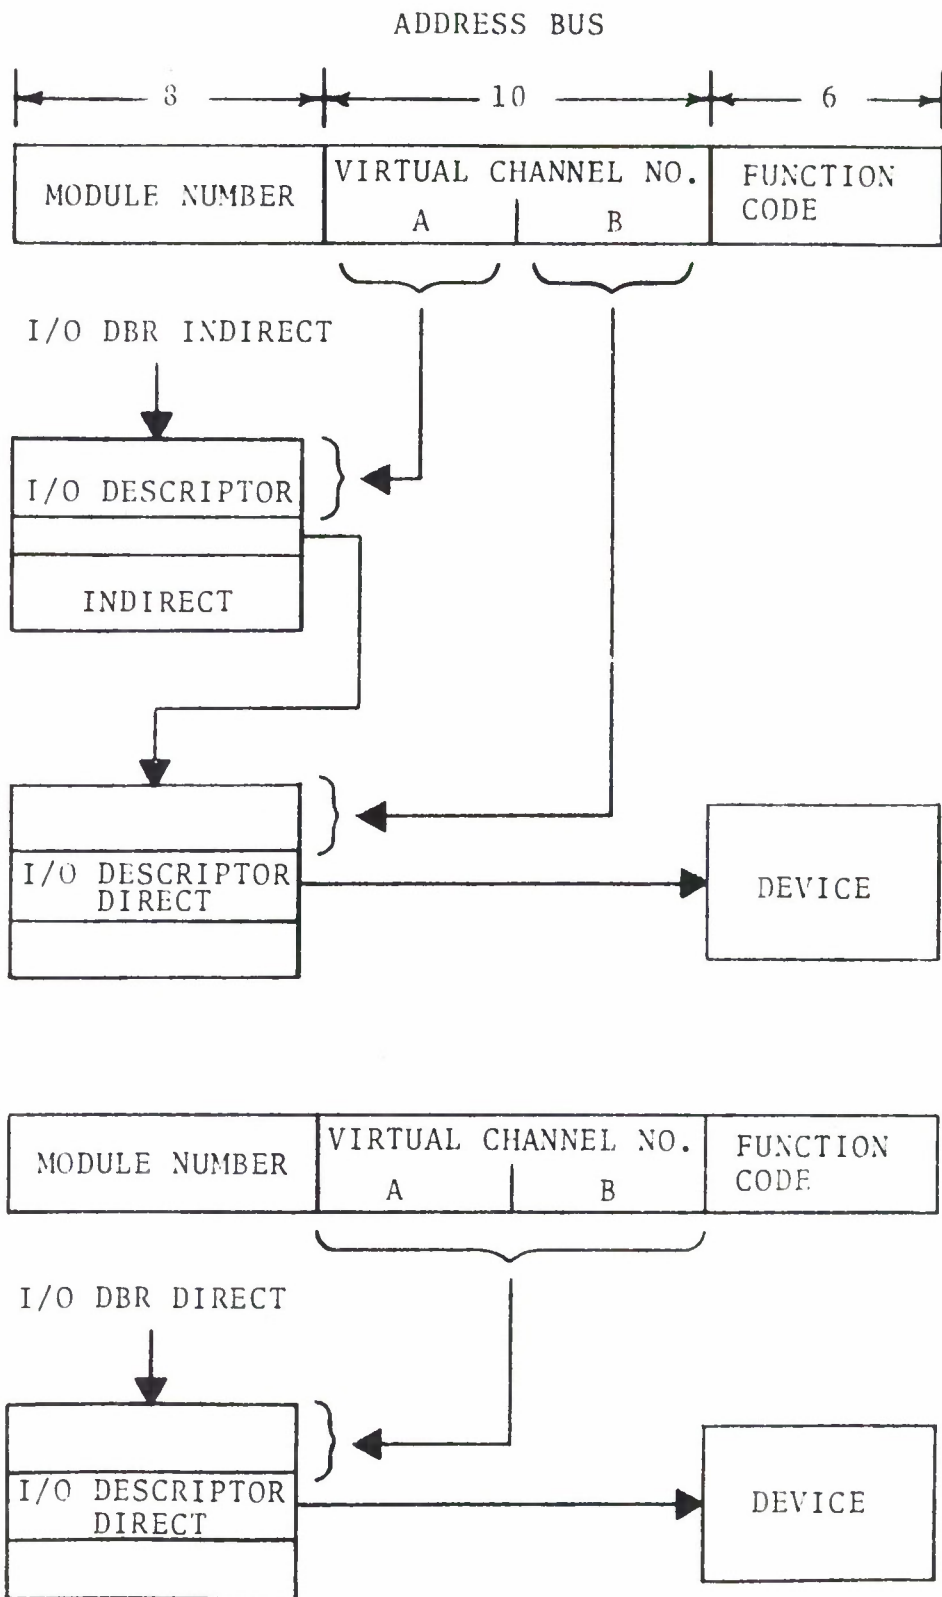 ADDRESS BUS
8 10 6
MODULE NUMBER
VIRTUAL CHANNEL NO.
A B
FUNCTION
CODE
I/O DBR INDIRECT
I/O DESCRIPTOR
INDIRECT
I/O DESCRIPTOR
DIRECT
DEVICE
MODULE NUMBER
VIRTUAL CHANNEL NO.
A B
FUNCTION
CODE
I/O DBR DIRECT
I/O DESCRIPTOR
DIRECT
DEVICE